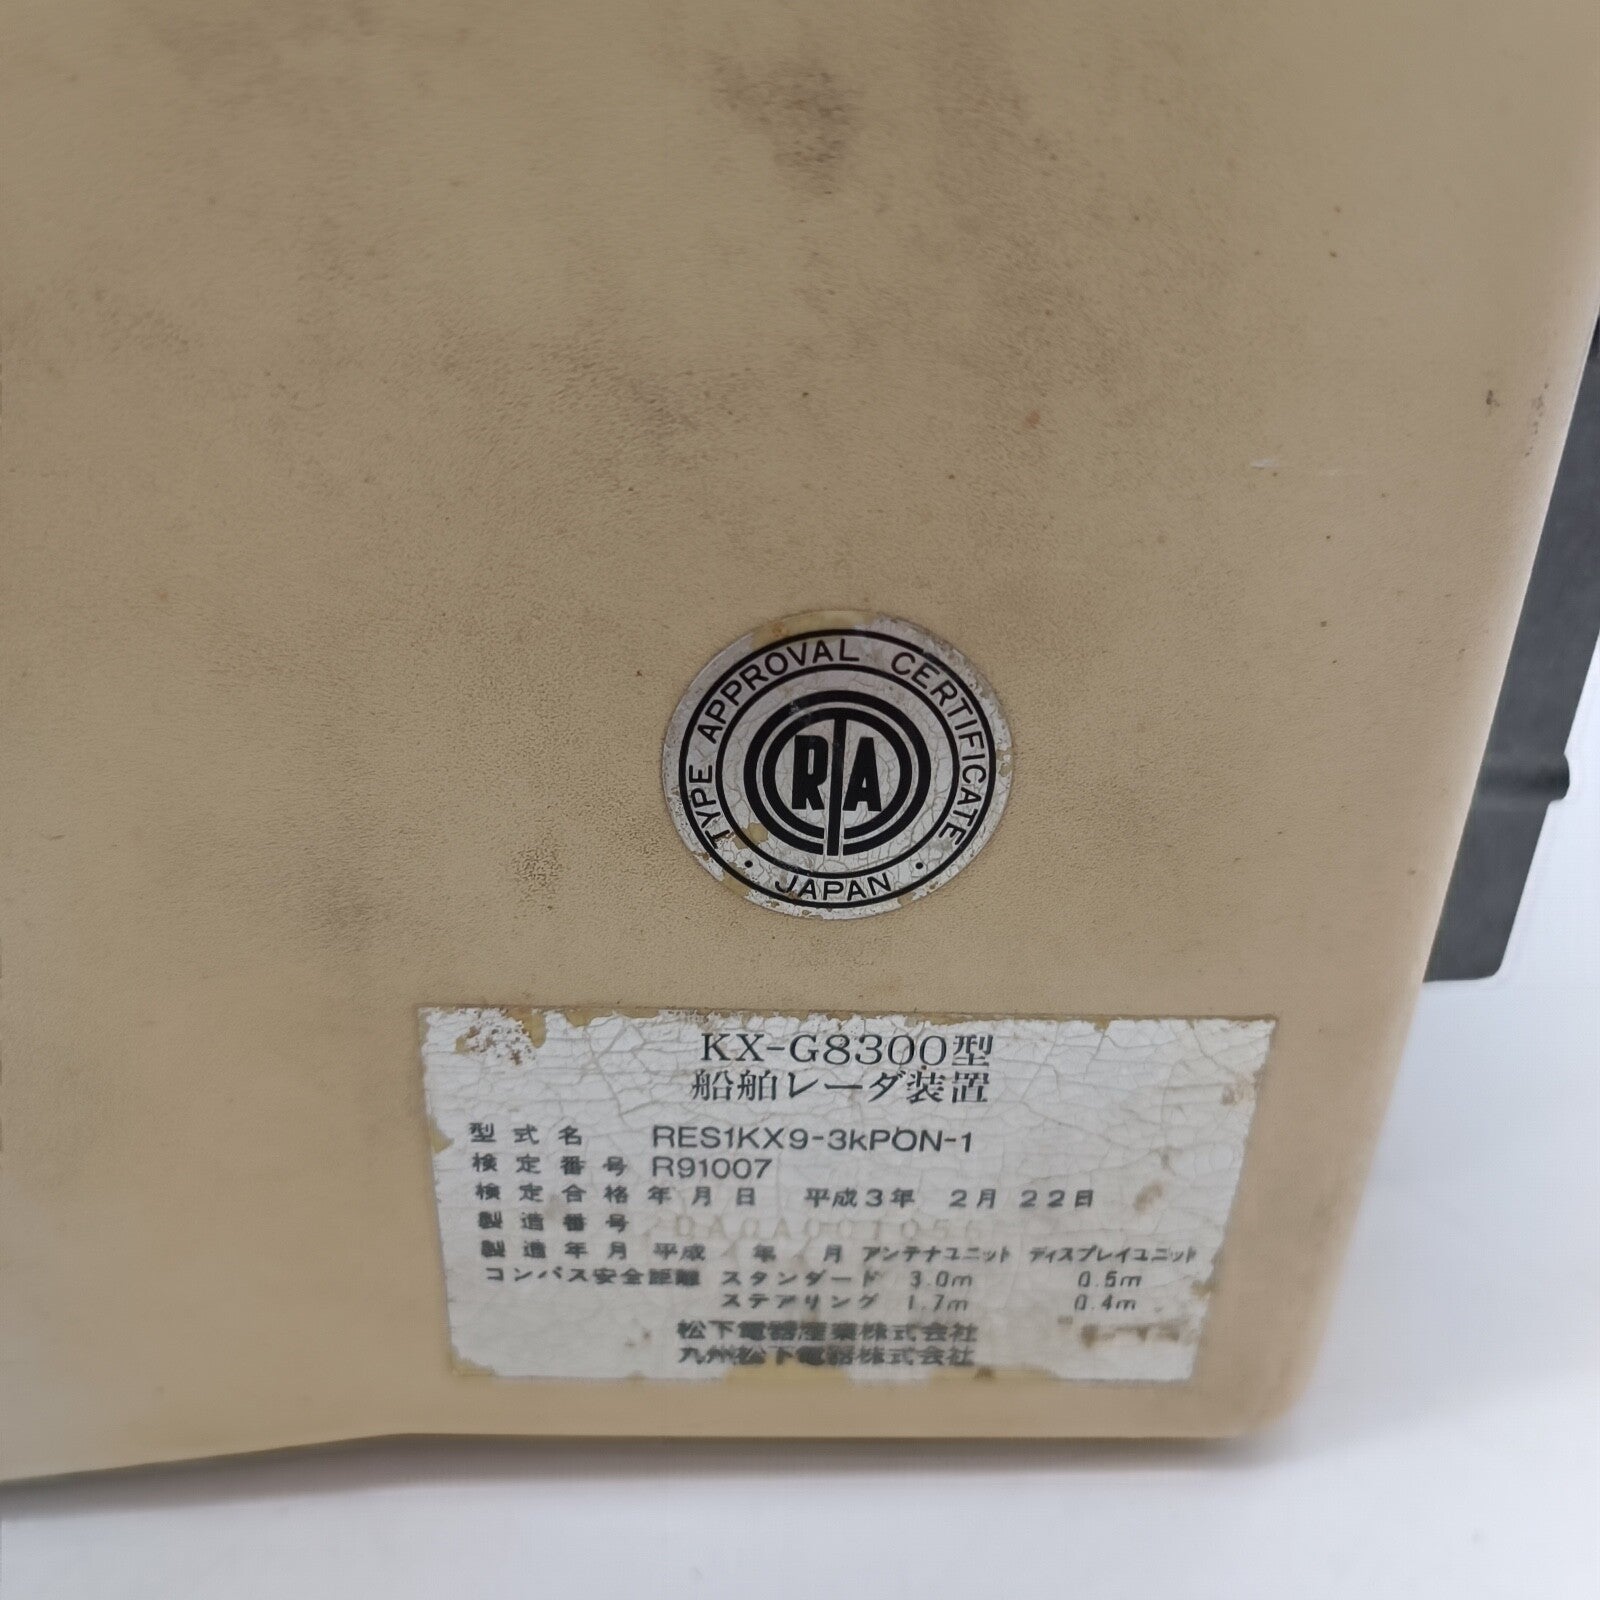 TYPE APPROVAL CERTIFICATE
RTA
• JAPAN •
KX-G8300型
船舶レーダ装置
型式名 RES1KX9-3kPON-1
検定番号 R91007
検定合格年月日 平成3年 2月 22日
製造番号
製造年月 平成 年 月 アンテナユニット ディスプレイユニット
コンパス安全距離 スタンダード 3.0m 0.5m
ステアリング 1.7m 0.4m
松下電器産業株式会社
九州松下電器株式会社